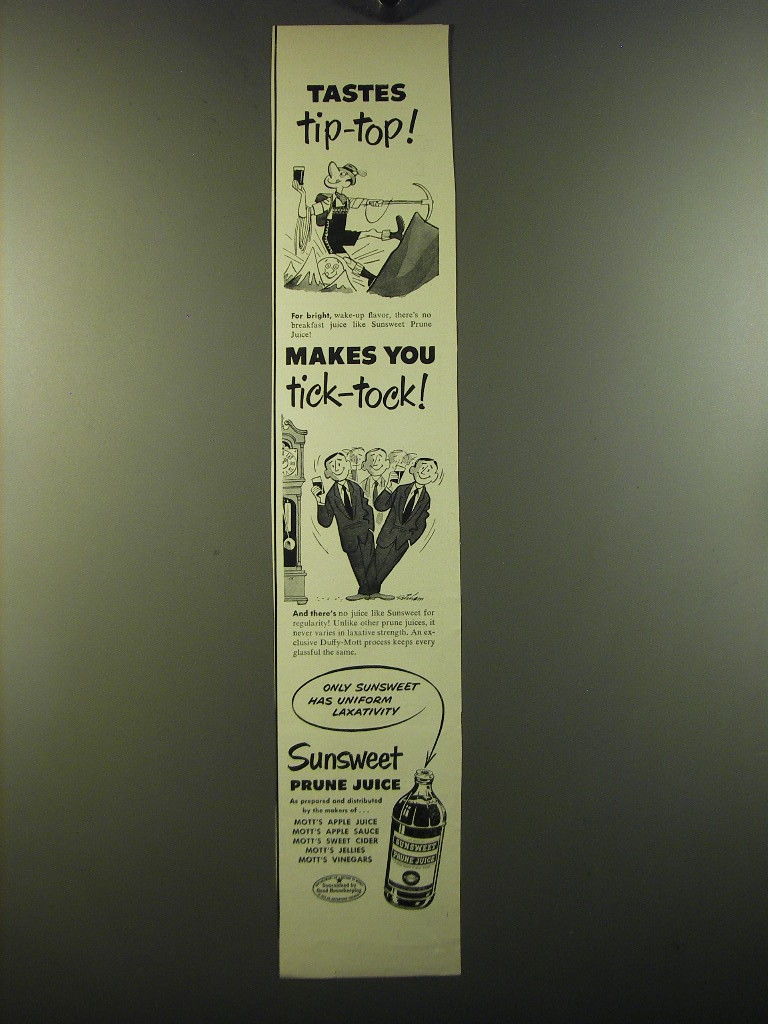 TASTES
tip-top!
For bright, wake-up flavor, there's no
breakfast juice like Sunsweet Prune
Juice!
MAKES YOU
tick-tock!
And there's no juice like Sunsweet for
regularity! Unlike other prune juices, it
never varies in laxative strength. An ex-
clusive Duffy-Mott process keeps every
glassful the same.
ONLY SUNSWEET
HAS UNIFORM
LAXATIVITY
Sunsweet
PRUNE JUICE
As prepared and distributed
by the makers of...
MOTT'S APPLE JUICE
MOTT'S APPLE SAUCE
MOTT'S SWEET CIDER
MOTT'S JELLIES
MOTT'S VINEGARS
Guaranteed by
Good Housekeeping
SUNSWEET
PRUNE JUICE